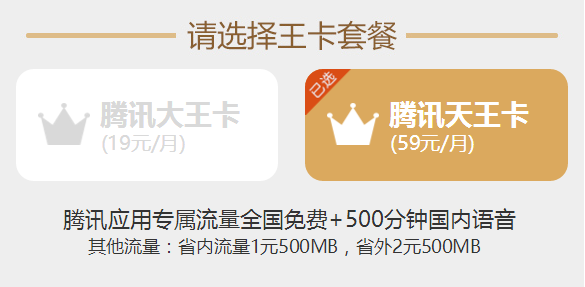 请选择王卡套餐
腾讯大王卡
(19元/月)
已选
腾讯天王卡
(59元/月)
腾讯应用专属流量全国免费+500分钟国内语音
其他流量：省内流量1元500MB，省外2元500MB